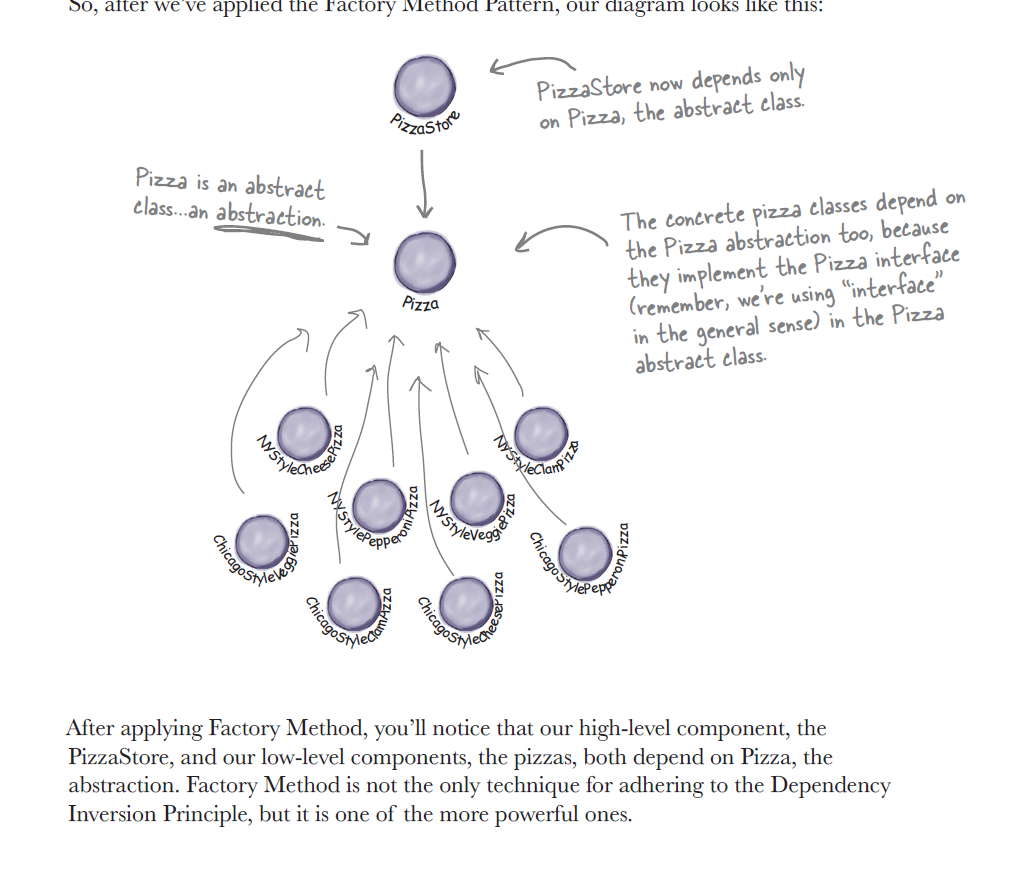 So, after we've applied the Factory Method Pattern, our diagram looks like this:
PizzaStore
PizzaStore now depends only
on Pizza, the abstract class.
Pizza is an abstract
class...an abstraction.
Pizza
The concrete pizza classes depend on
the Pizza abstraction too, because
they implement the Pizza interface
(remember, we're using “interface”
in the general sense) in the Pizza
abstract class.
NYStyleCheesePizza
NYStyleClamPizza
NYStylePepperoniPizza
NYStyleVeggiePizza
ChicagoStyleVeggiePizza
ChicagoStylePepperoniPizza
ChicagoStyleClamPizza
ChicagoStyleCheesePizza
After applying Factory Method, you'll notice that our high-level component, the
PizzaStore, and our low-level components, the pizzas, both depend on Pizza, the
abstraction. Factory Method is not the only technique for adhering to the Dependency
Inversion Principle, but it is one of the more powerful ones.